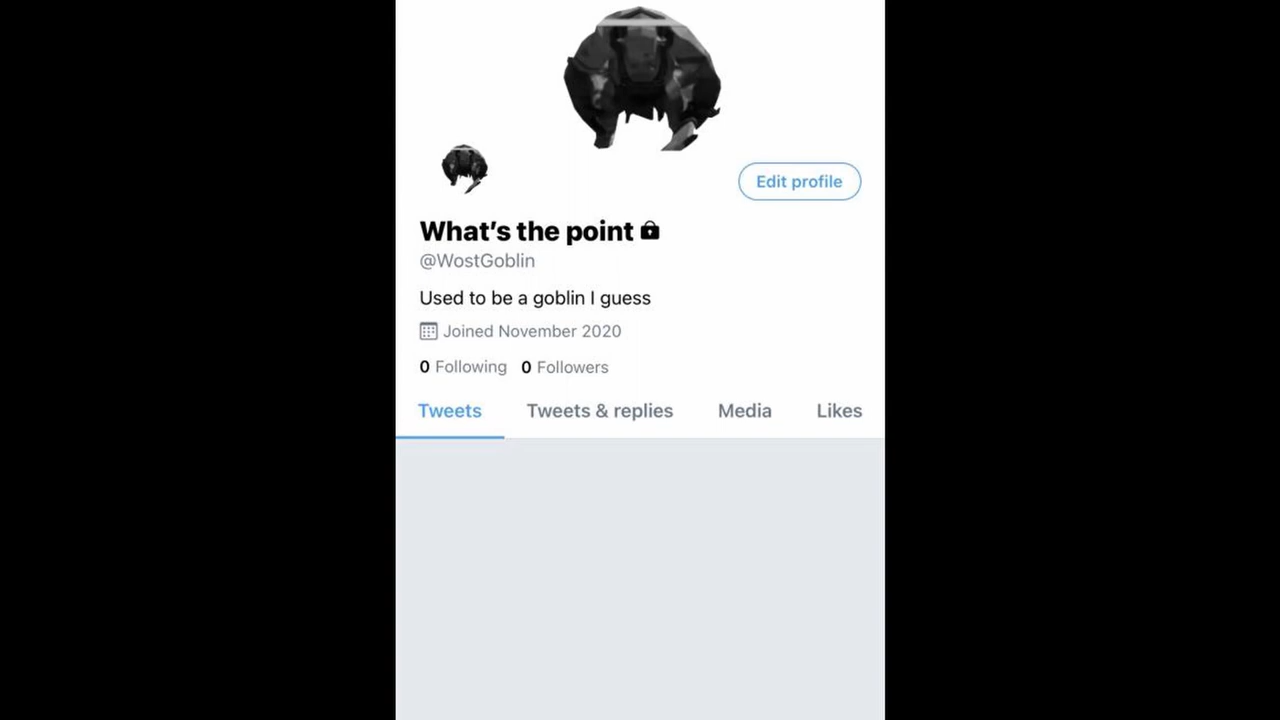 Edit profile
What's the point
@WostGoblin
Used to be a goblin I guess
Joined November 2020
0 Following 0 Followers
Tweets Tweets & replies Media Likes